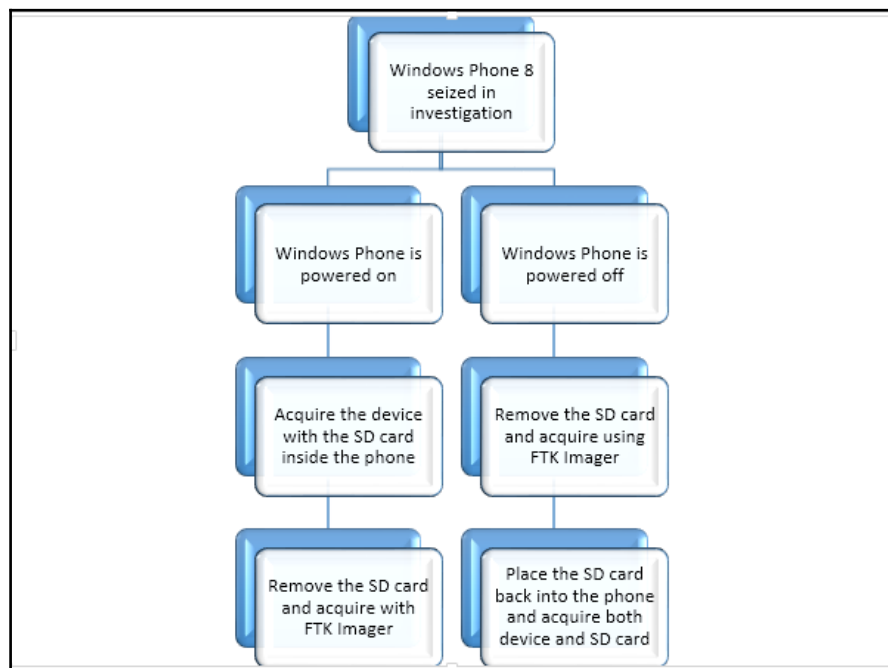 Windows Phone 8
seized in
investigation
Windows Phone is
powered on
Windows Phone is
powered off
Acquire the device
with the SD card
inside the phone
Remove the SD card
and acquire using
FTK Imager
Remove the SD card
and acquire with
FTK Imager
Place the SD card
back into the phone
and acquire both
device and SD card